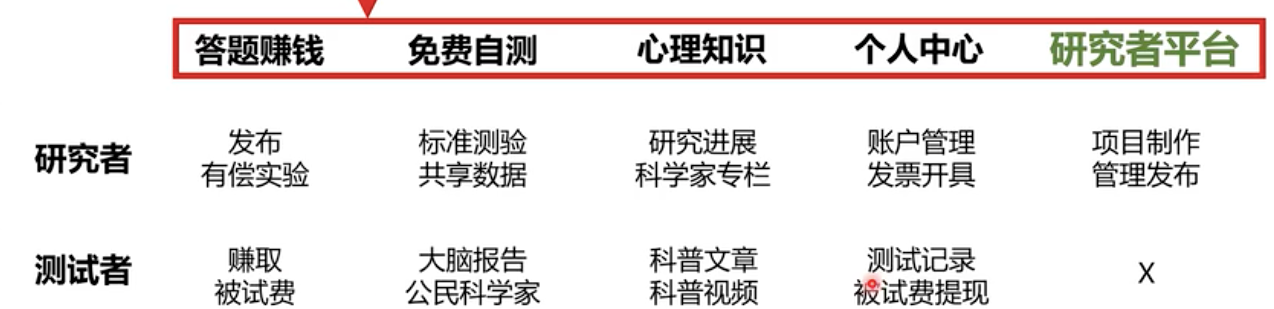 答题赚钱 免费自测 心理知识 个人中心 研究者平台
发布 标准测验 研究进展 账户管理 项目制作
研究者
有偿实验 共享数据 科学家专栏 发票开具 管理发布
赚取 大脑报告 科普文章 测试记录
测试者 X
被试费 公民科学家 科普视频 被试费提现